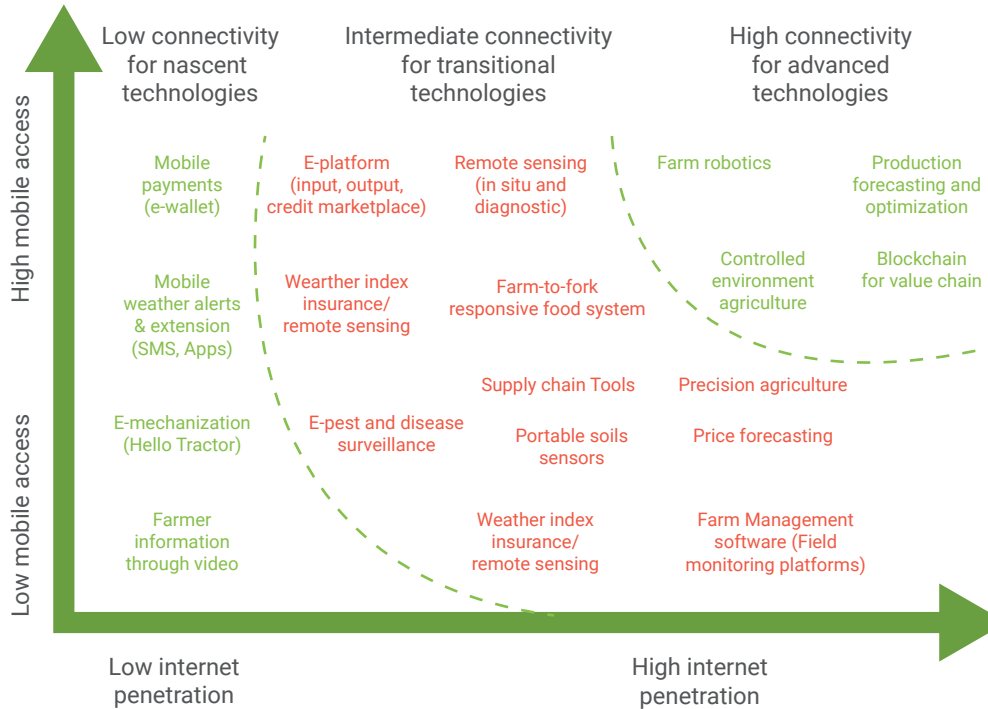 Low connectivity
for nascent
technologies
Intermediate connectivity
for transitional
technologies
High connectivity
for advanced
technologies
High mobile access
Low mobile access
Mobile
payments
(e-wallet)
E-platform
(input, output,
credit marketplace)
Remote sensing
(in situ and
diagnostic)
Farm robotics
Production
forecasting and
optimization
Mobile
weather alerts
& extension
(SMS, Apps)
Wearther index
insurance/
remote sensing
Farm-to-fork
responsive food system
Controlled
environment
agriculture
Blockchain
for value chain
Supply chain Tools
Precision agriculture
E-mechanization
(Hello Tractor)
E-pest and disease
surveillance
Portable soils
sensors
Price forecasting
Farmer
information
through video
Weather index
insurance/
remote sensing
Farm Management
software (Field
monitoring platforms)
Low internet
penetration
High internet
penetration